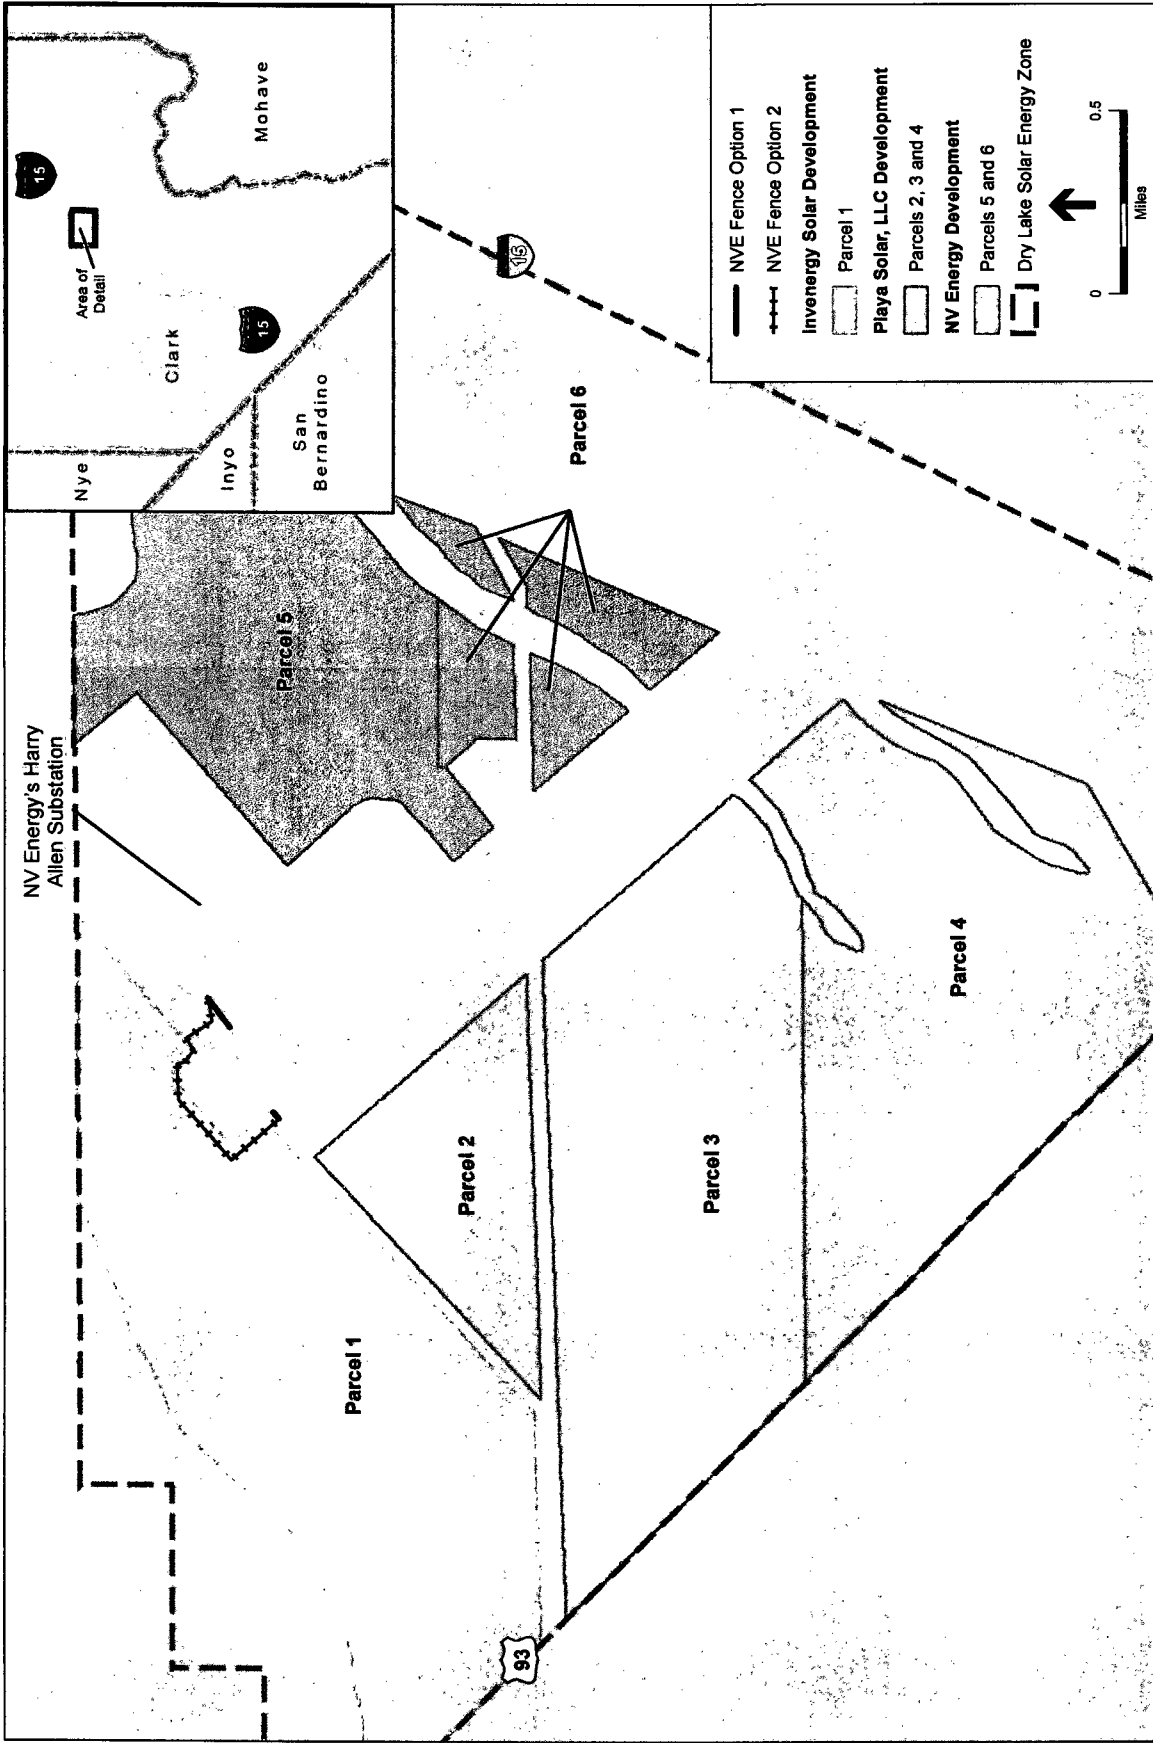 NV Energy's Harry
Allen Substation
Nye
Clark
Area of
Detail
15
Mohave
Inyo
15
San
Bernardino
Parcel 5
Parcel 6
15
Parcel 1
Parcel 2
Parcel 3
Parcel 4
93
NVE Fence Option 1
NVE Fence Option 2
Invenergy Solar Development
Parcel 1
Playa Solar, LLC Development
Parcels 2, 3 and 4
NV Energy Development
Parcels 5 and 6
Dry Lake Solar Energy Zone
0
0.5
Miles